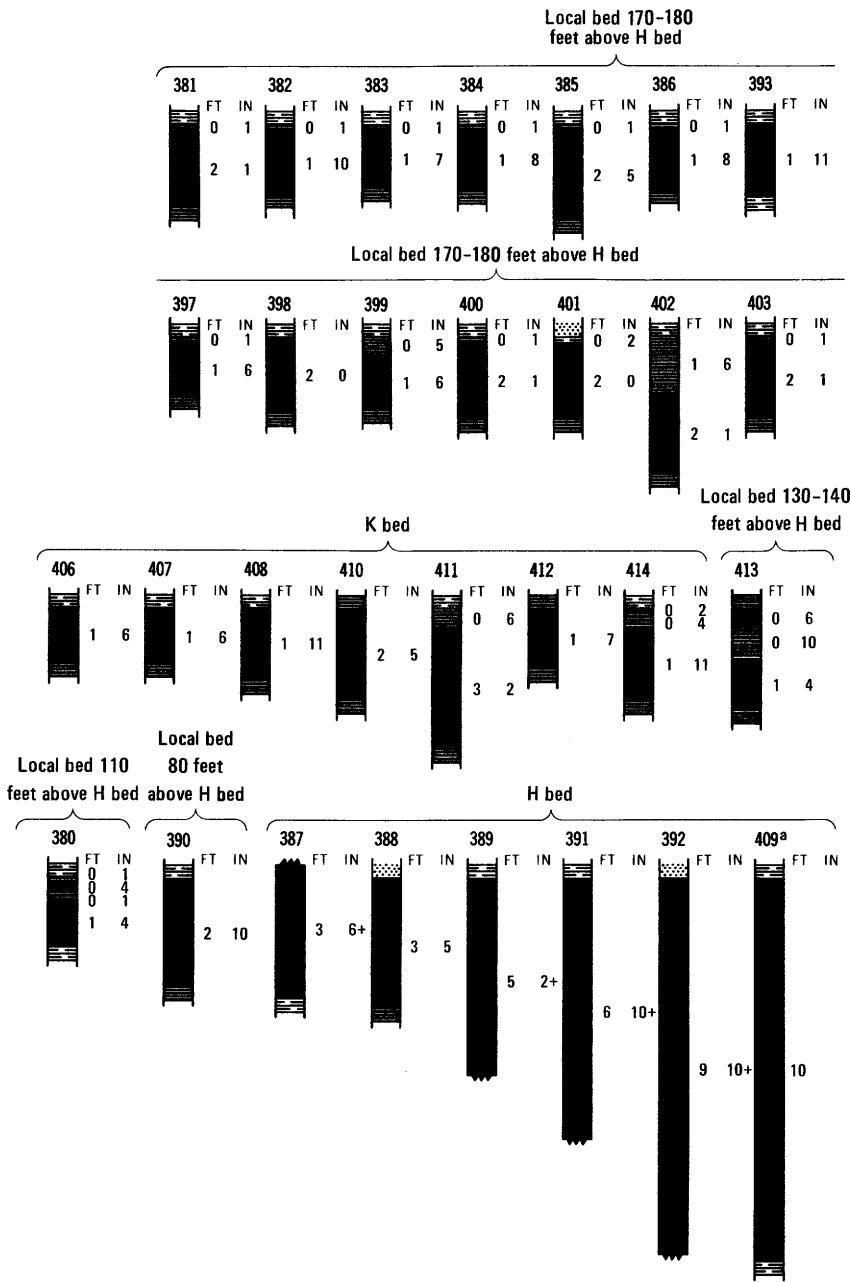 Local bed 170-180
feet above H bed
381 382 383 384 385 386 393
FT IN FT IN FT IN FT IN FT IN FT IN FT IN
0 1 0 1 0 1 0 1 0 1 0 1
2 1 1 10 1 7 1 8 2 5 1 8 1 11
Local bed 170-180 feet above H bed
397 398 399 400 401 402 403
FT IN FT IN FT IN FT IN FT IN FT IN FT IN
0 1 0 5 0 1 0 2 0 1
1 6 2 0 1 6 2 1 2 0 1 6 2 1
2 1
Local bed 130-140
K bed feet above H bed
406 407 408 410 411 412 414 413
FT IN FT IN FT IN FT IN FT IN FT IN FT IN FT IN
0 6 0 2 0 6
0 4
1 6 1 6 1 11 2 5 1 7 0 10
3 2 1 11 1 4
Local bed
Local bed 110 80 feet
feet above H bed above H bed H bed
380 390 387 388 389 391 392 409ª
FT IN FT IN FT IN FT IN FT IN FT IN FT IN FT IN
0 1
0 4
0 1
1 4 2 10 3 6+ 3 5
5 2+
6 10+
9 10+ 10